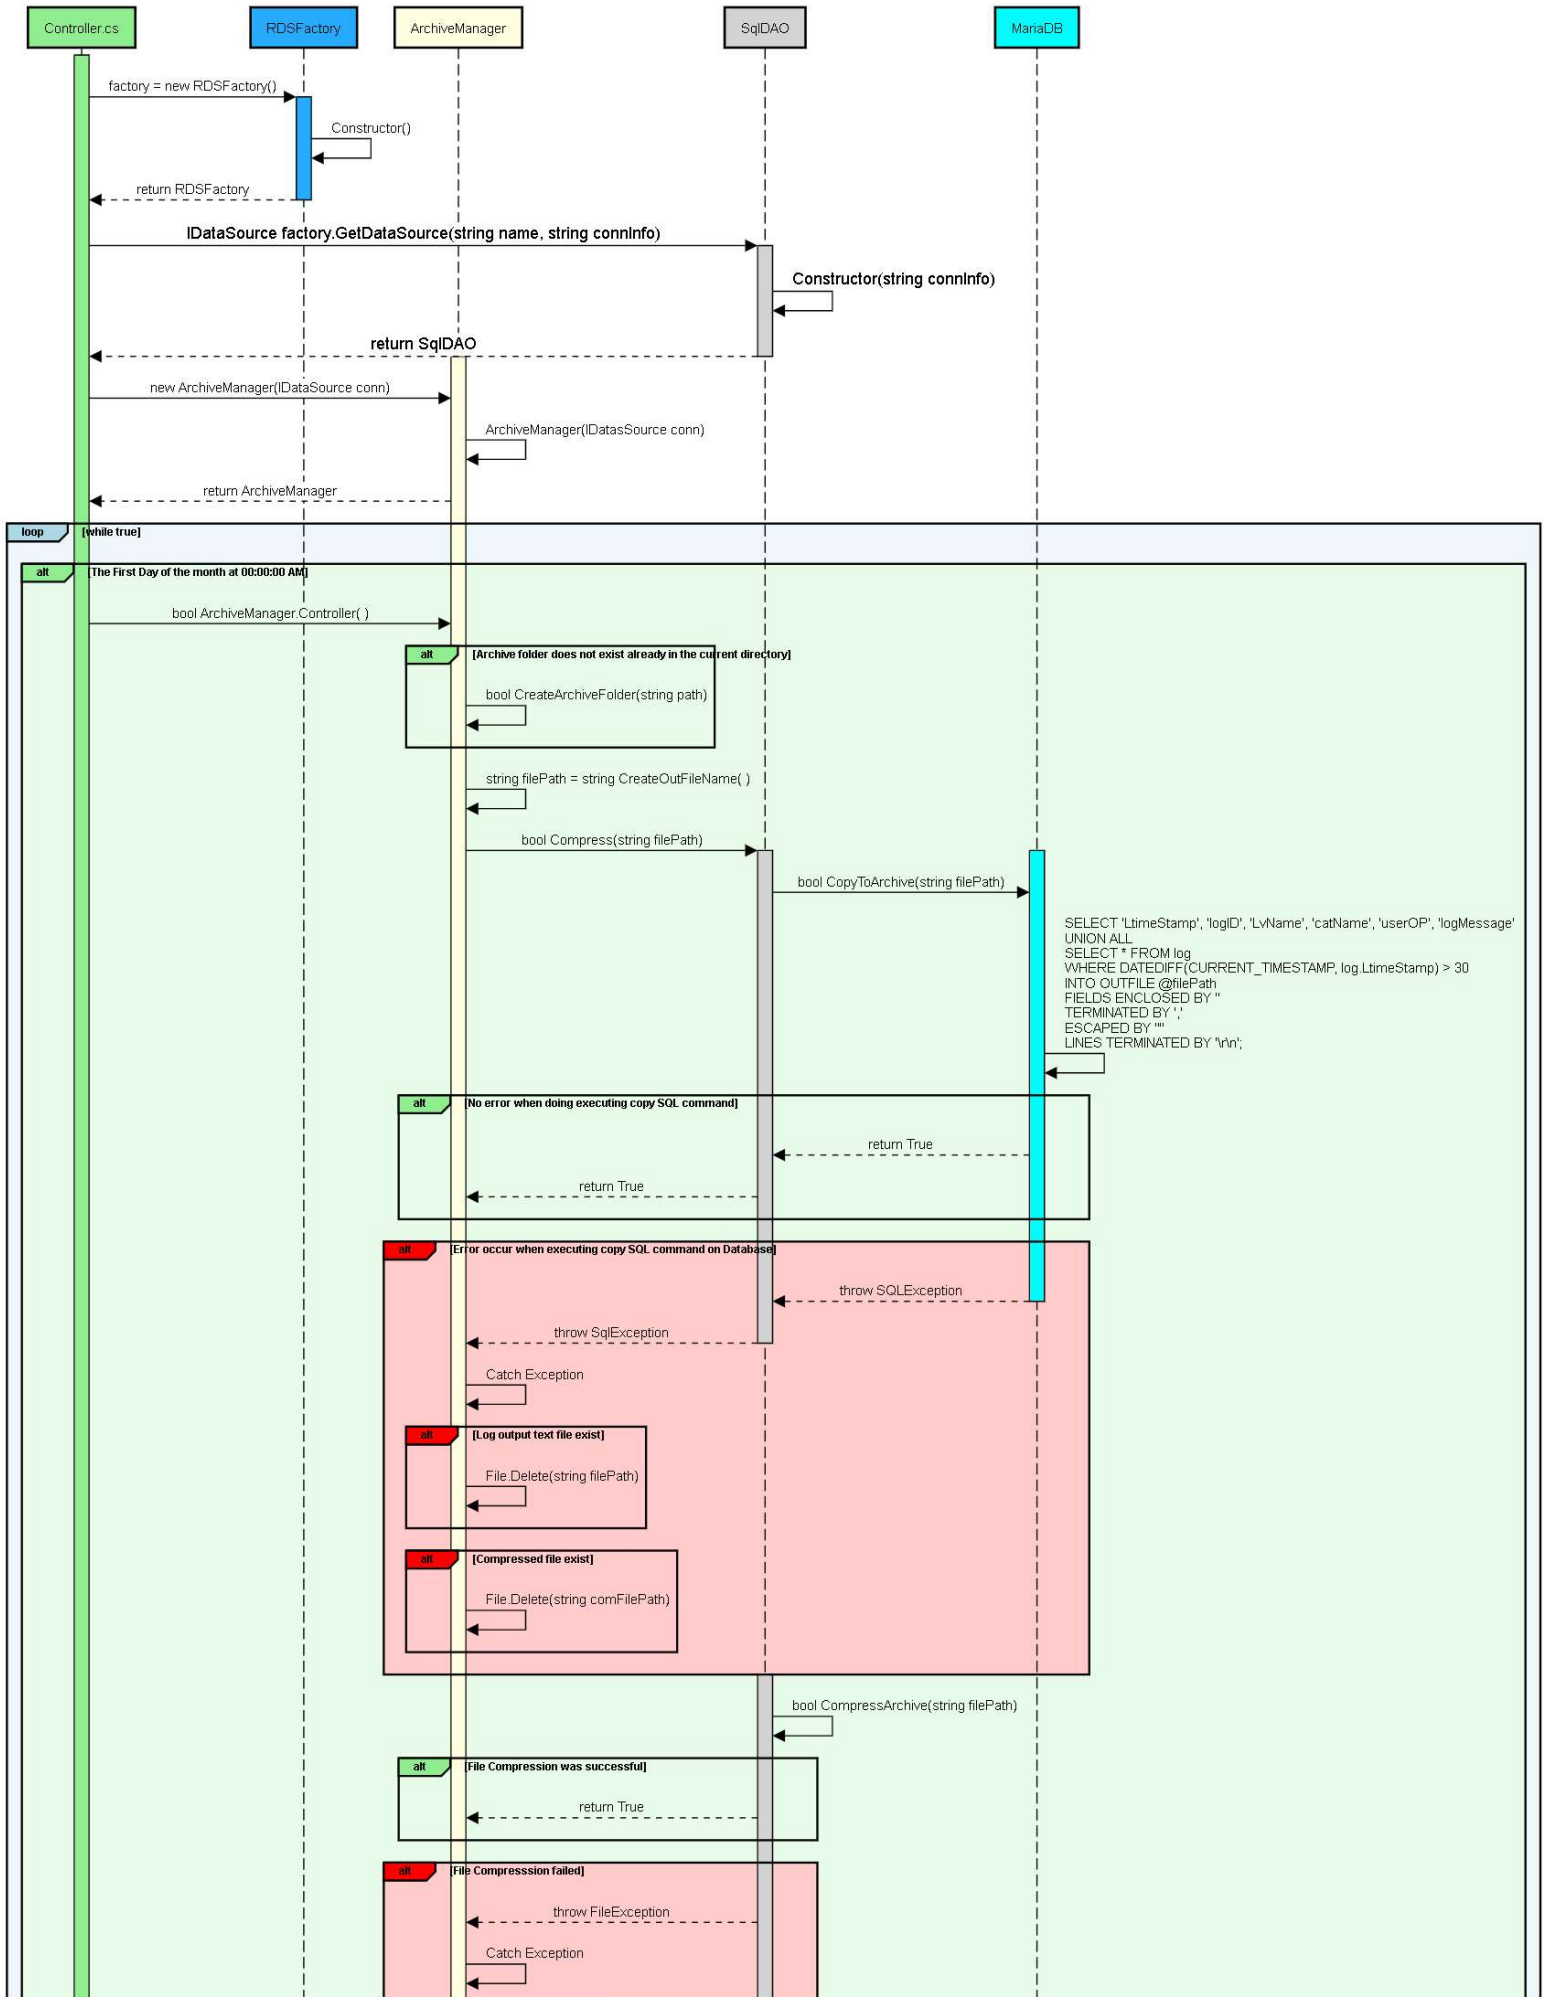 Controller.cs
RDSFactory
ArchiveManager
SqlDAO
MariaDB
factory = new RDSFactory()
Constructor()
return RDSFactory
IDataSource factory.GetDataSource(string name, string connInfo)
Constructor(string connInfo)
return SqlDAO
new ArchiveManager(IDataSource conn)
ArchiveManager(IDatasSource conn)
return ArchiveManager
loop [while true]
alt [The First Day of the month at 00:00:00 AM]
bool ArchiveManager.Controller( )
alt [Archive folder does not exist already in the current directory]
bool CreateArchiveFolder(string path)
string filePath = string CreateOutFileName( )
bool Compress(string filePath)
bool CopyToArchive(string filePath)
SELECT 'LtimeStamp', 'logID', 'LvName', 'catName', 'userOP', 'logMessage'
UNION ALL
SELECT * FROM log
WHERE DATEDIFF(CURRENT_TIMESTAMP, log.LtimeStamp) > 30
INTO OUTFILE @filePath
FIELDS ENCLOSED BY ''
TERMINATED BY ','
ESCAPED BY '"'
LINES TERMINATED BY '\r\n';
alt [No error when doing executing copy SQL command]
return True
return True
alt [Error occur when executing copy SQL command on Database]
throw SQLException
throw SqlException
Catch Exception
alt [Log output text file exist]
File.Delete(string filePath)
alt [Compressed file exist]
File.Delete(string comFilePath)
bool CompressArchive(string filePath)
alt [File Compression was successful]
return True
alt [File Compresssion failed]
throw FileException
Catch Exception